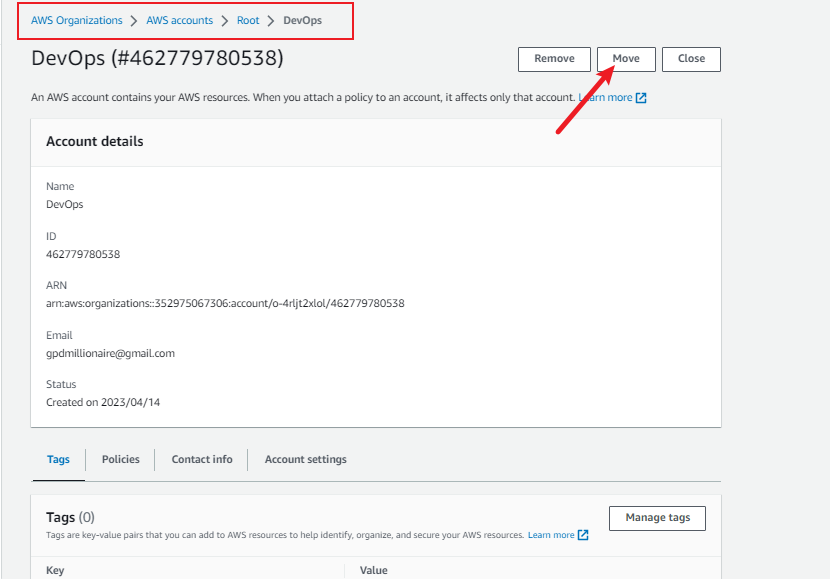 AWS Organizations > AWS accounts > Root > DevOps
DevOps (#462779780538)
Remove Move Close
An AWS account contains your AWS resources. When you attach a policy to an account, it affects only that account. Learn more
Account details
Name
DevOps
ID
462779780538
ARN
arn:aws:organizations::352975067306:account/o-4rljt2xlol/462779780538
Email
gpdmillionaire@gmail.com
Status
Created on 2023/04/14
Tags Policies Contact info Account settings
Tags (0)
Manage tags
Tags are key-value pairs that you can add to AWS resources to help identify, organize, and secure your AWS resources. Learn more
Key Value